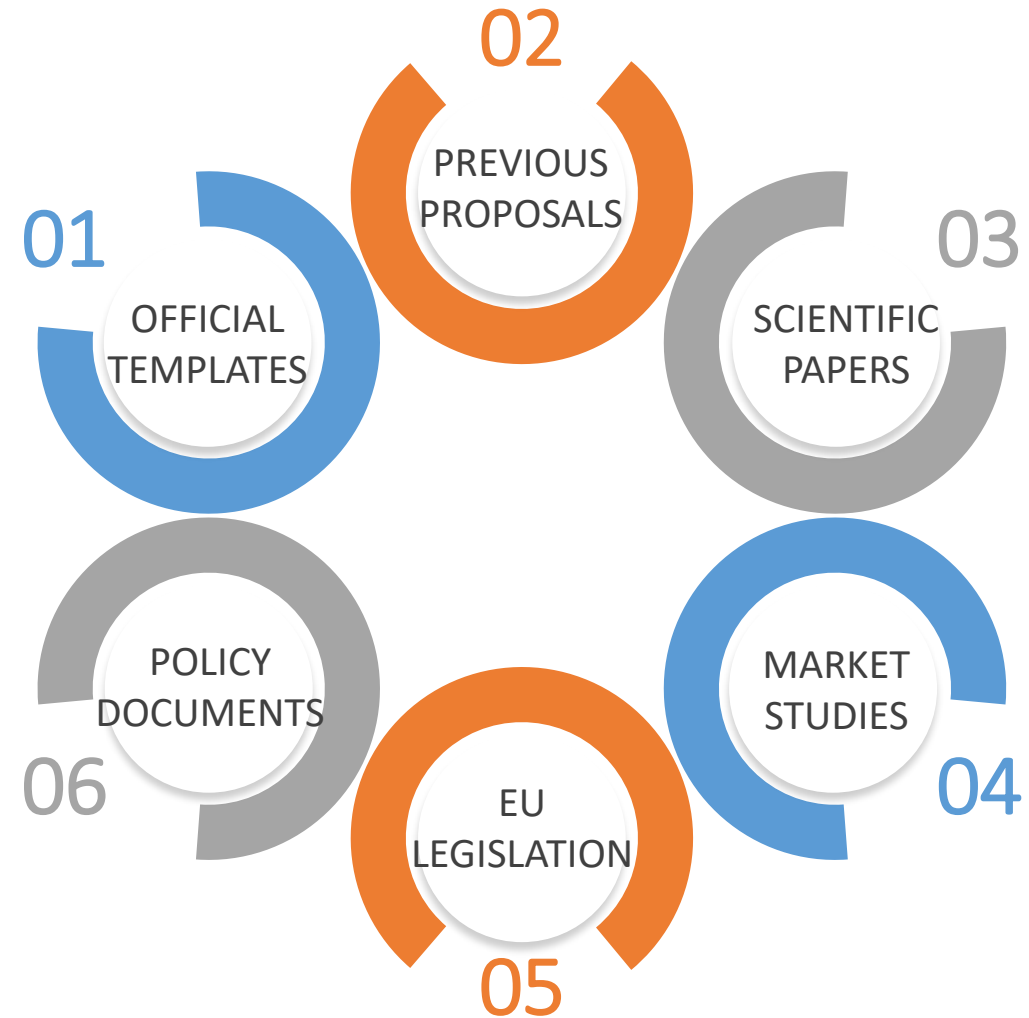 01
OFFICIAL
TEMPLATES
02
PREVIOUS
PROPOSALS
03
SCIENTIFIC
PAPERS
04
MARKET
STUDIES
05
EU
LEGISLATION
06
POLICY
DOCUMENTS